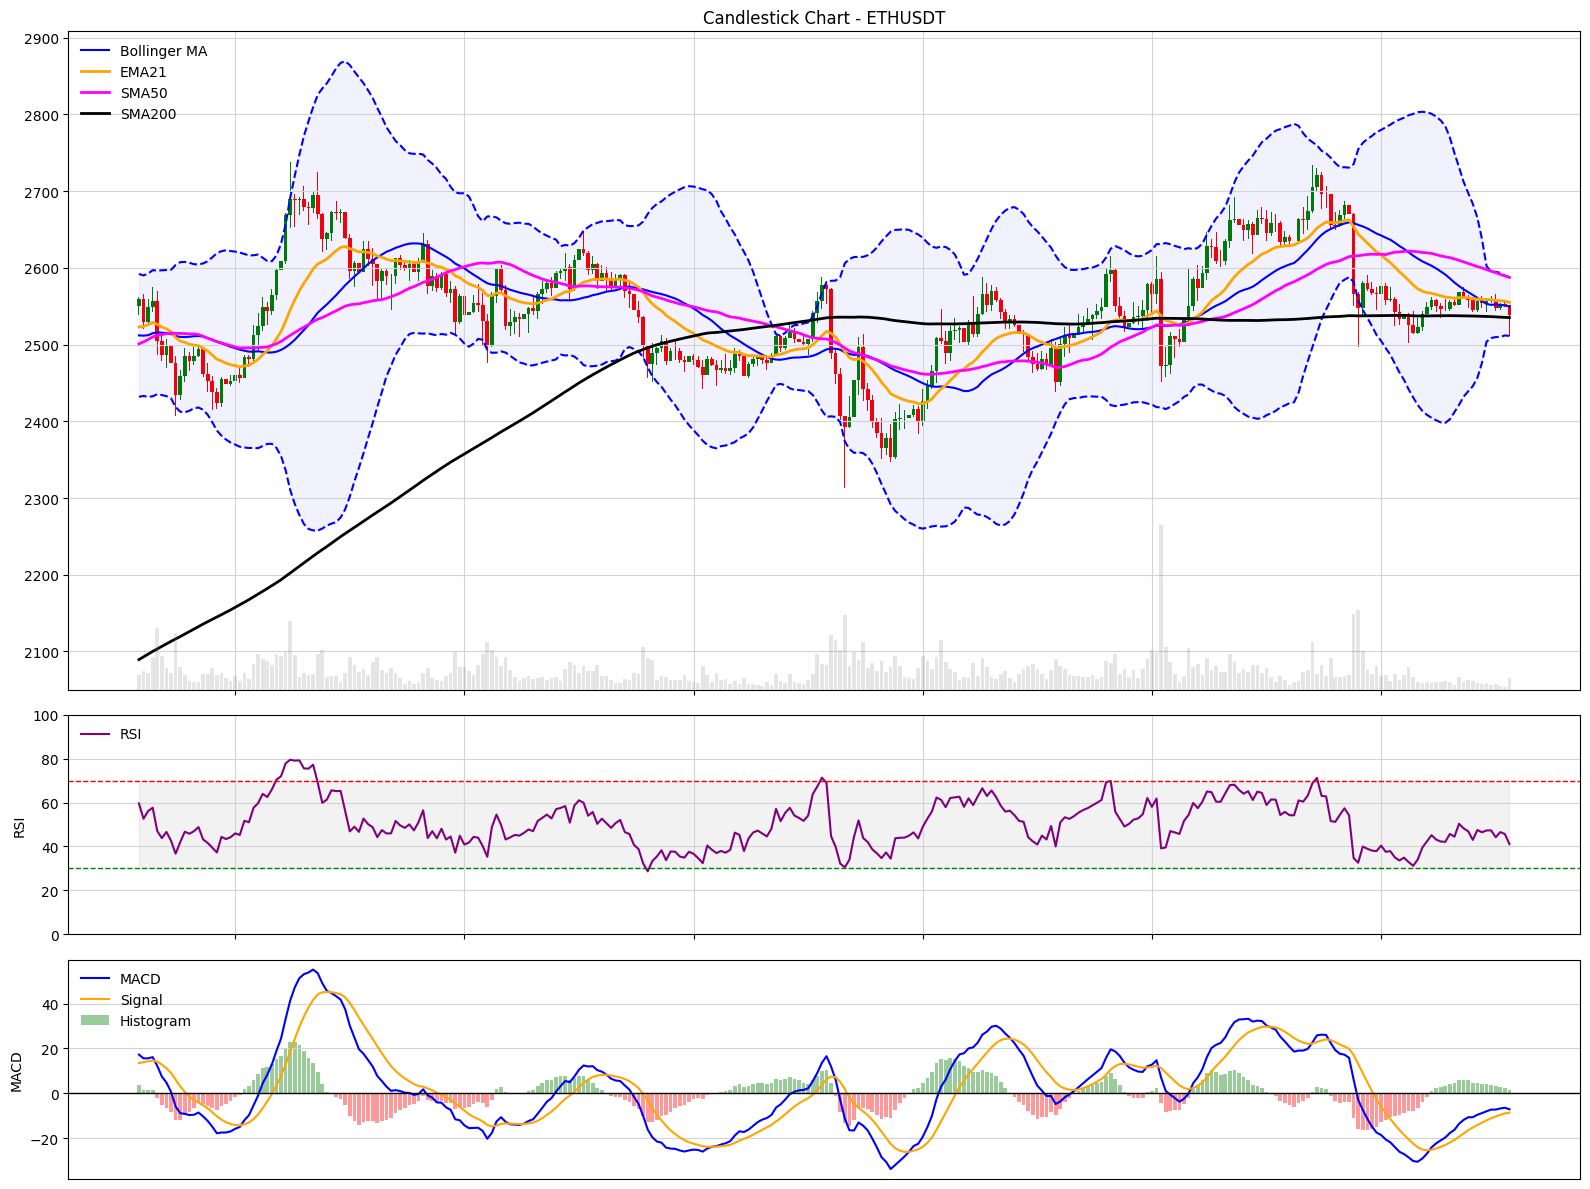 Candlestick Chart - ETHUSDT
2900
2800
2700
2600
2500
2400
2300
2200
2100
Bollinger MA
EMA21
SMA50
SMA200
100
80
60
40
20
0
RSI
RSI
40
20
0
−20
MACD
MACD
Signal
Histogram